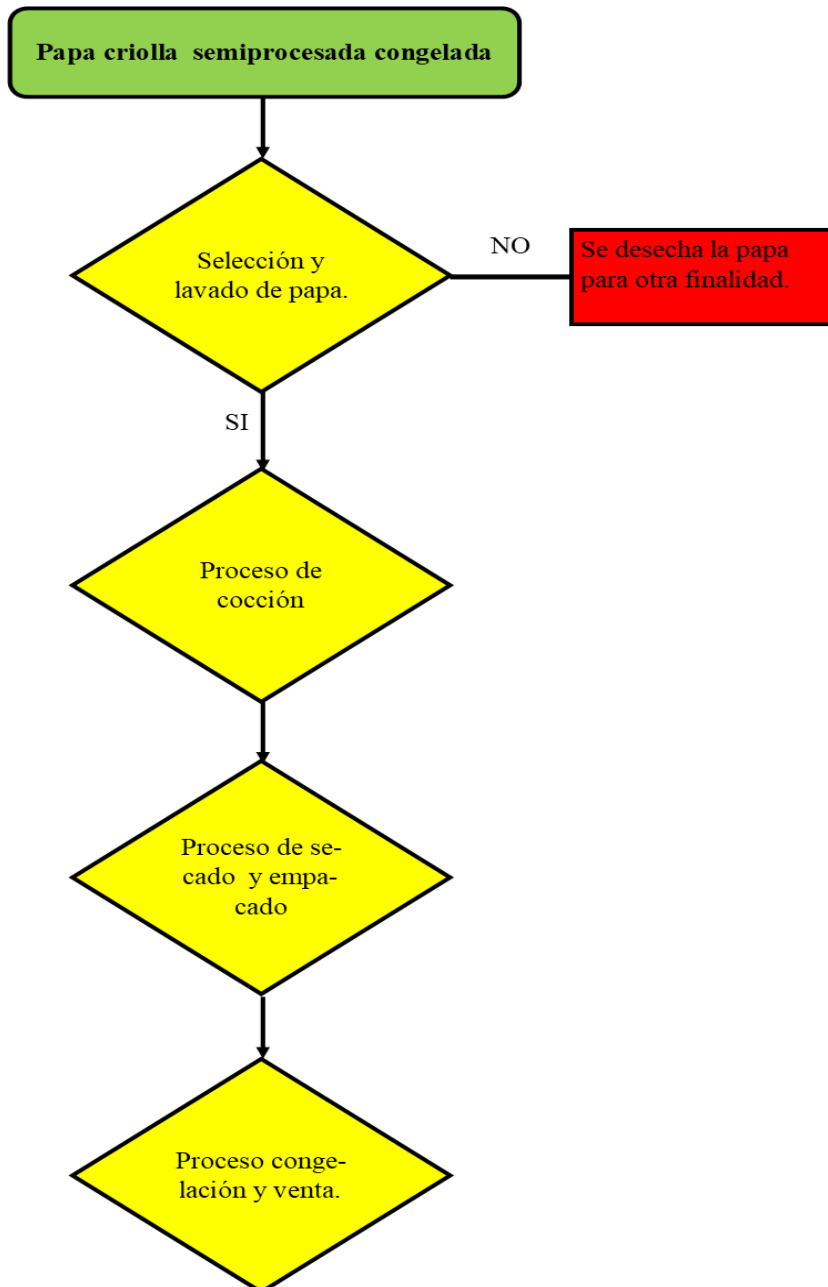 Papa criolla  semiprocesada congelada
Selección y
lavado de papa.
NO
Se desecha la papa
para otra finalidad.
SI
Proceso de
cocción
Proceso de se-
cado  y empa-
cado
Proceso conge-
lación y venta.